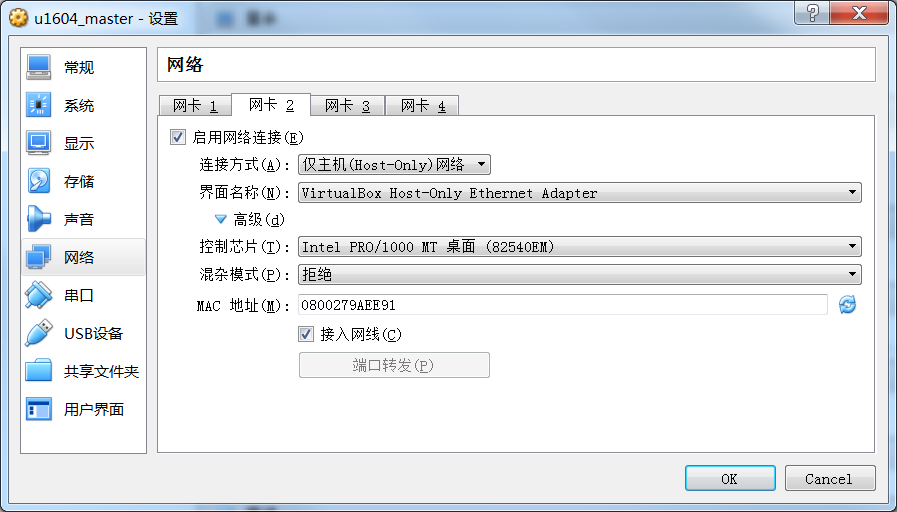 u1604_master - 设置
常规
系统
显示
存储
声音
网络
串口
USB设备
共享文件夹
用户界面
网络
网卡 1 网卡 2 网卡 3 网卡 4
启用网络连接(E)
连接方式(A): 仅主机(Host-Only)网络
界面名称(N): VirtualBox Host-Only Ethernet Adapter
高级(d)
控制芯片(T): Intel PRO/1000 MT 桌面 (82540EM)
混杂模式(P): 拒绝
MAC 地址(M): 0800279AEE91
接入网线(C)
端口转发(P)
OK Cancel